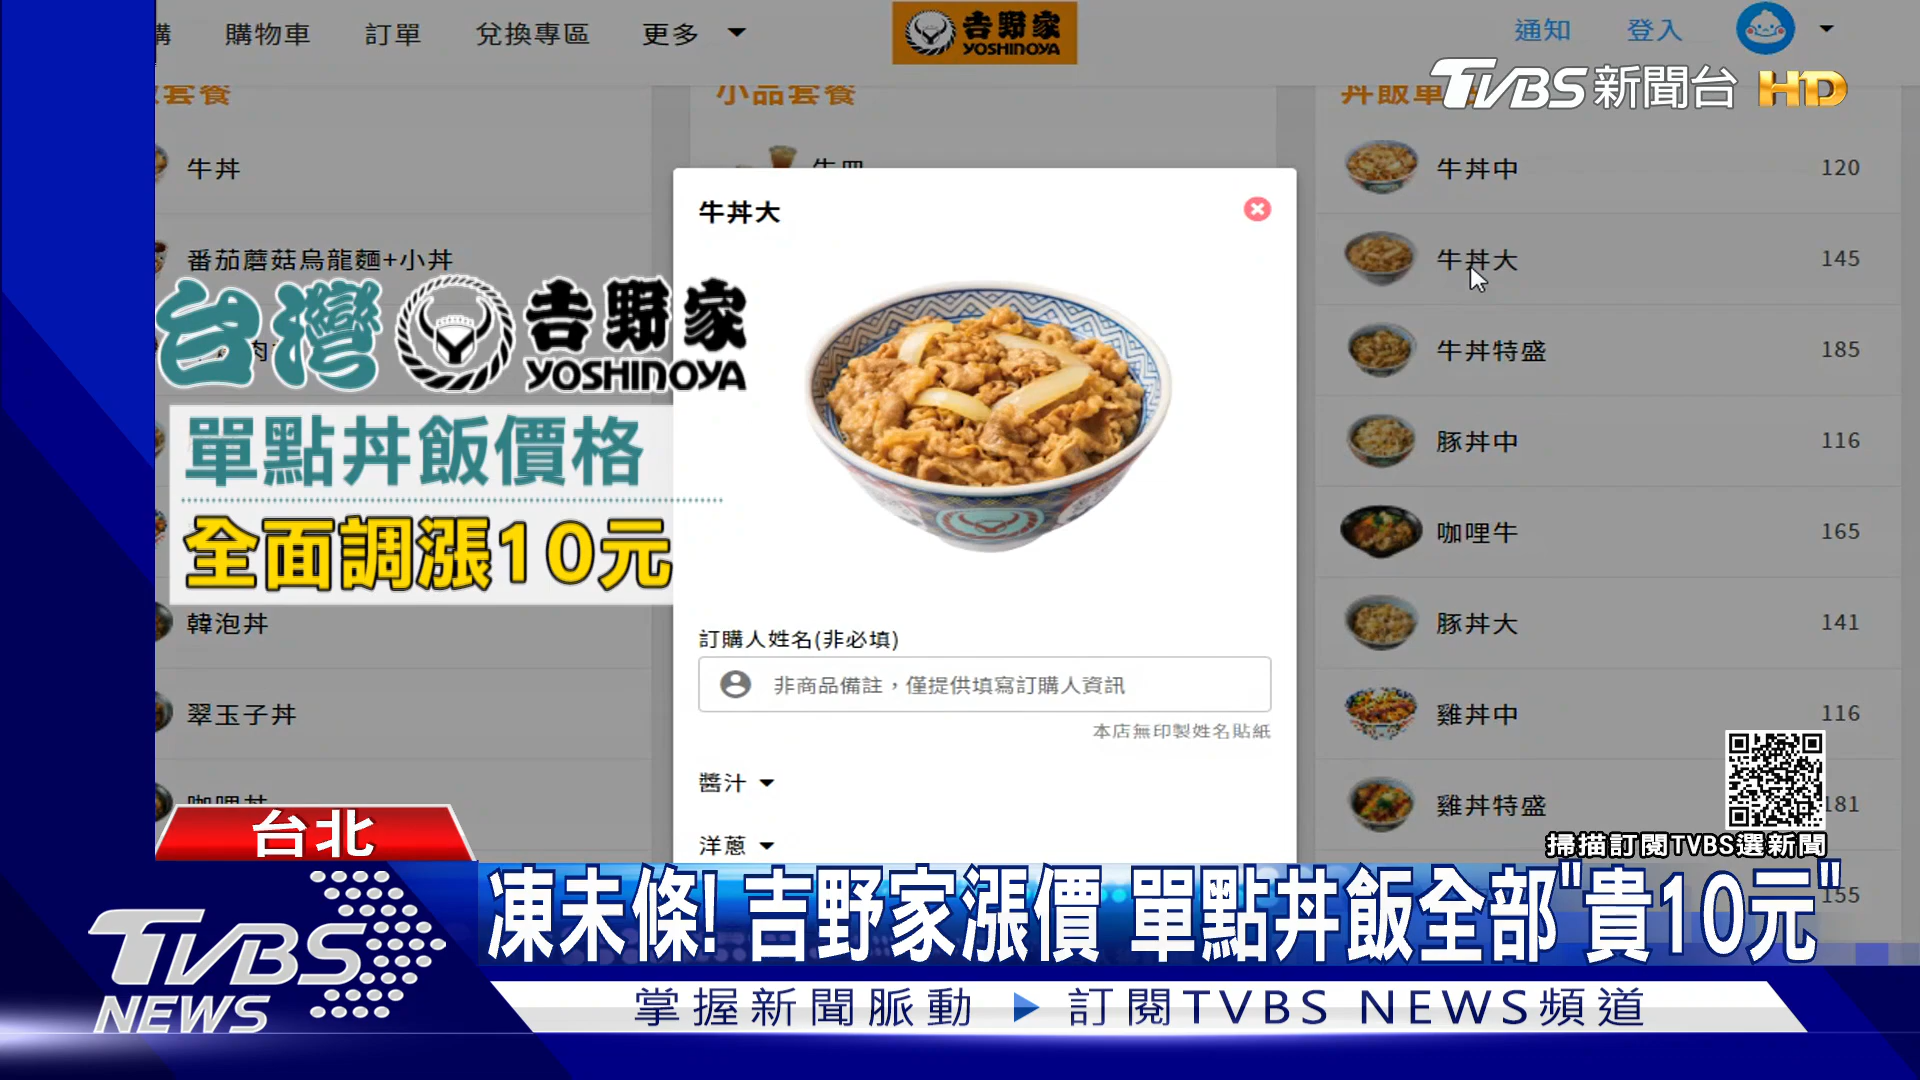 購物車 訂單 兌換專區 更多
吉野家
YOSHINOYA
通知 登入
TVBS新聞台 HD
套餐
小品套餐
丼飯單
牛丼
番茄蘑菇烏龍麵+小丼
韓泡丼
翠玉子丼
咖哩丼
牛皿
台灣 吉野家
YOSHINOYA
單點丼飯價格
全面調漲10元
牛丼大
訂購人姓名(非必填)
非商品備註，僅提供填寫訂購人資訊
本店無印製姓名貼紙
醬汁
洋蔥
牛丼中 120
牛丼大 145
牛丼特盛 185
豚丼中 116
咖哩牛 165
豚丼大 141
雞丼中 116
雞丼特盛 181
155
掃描訂閱TVBS選新聞
台北
凍未條! 吉野家漲價 單點丼飯全部"貴10元"
TVBS
NEWS
掌握新聞脈動 ▶ 訂閱TVBS NEWS頻道